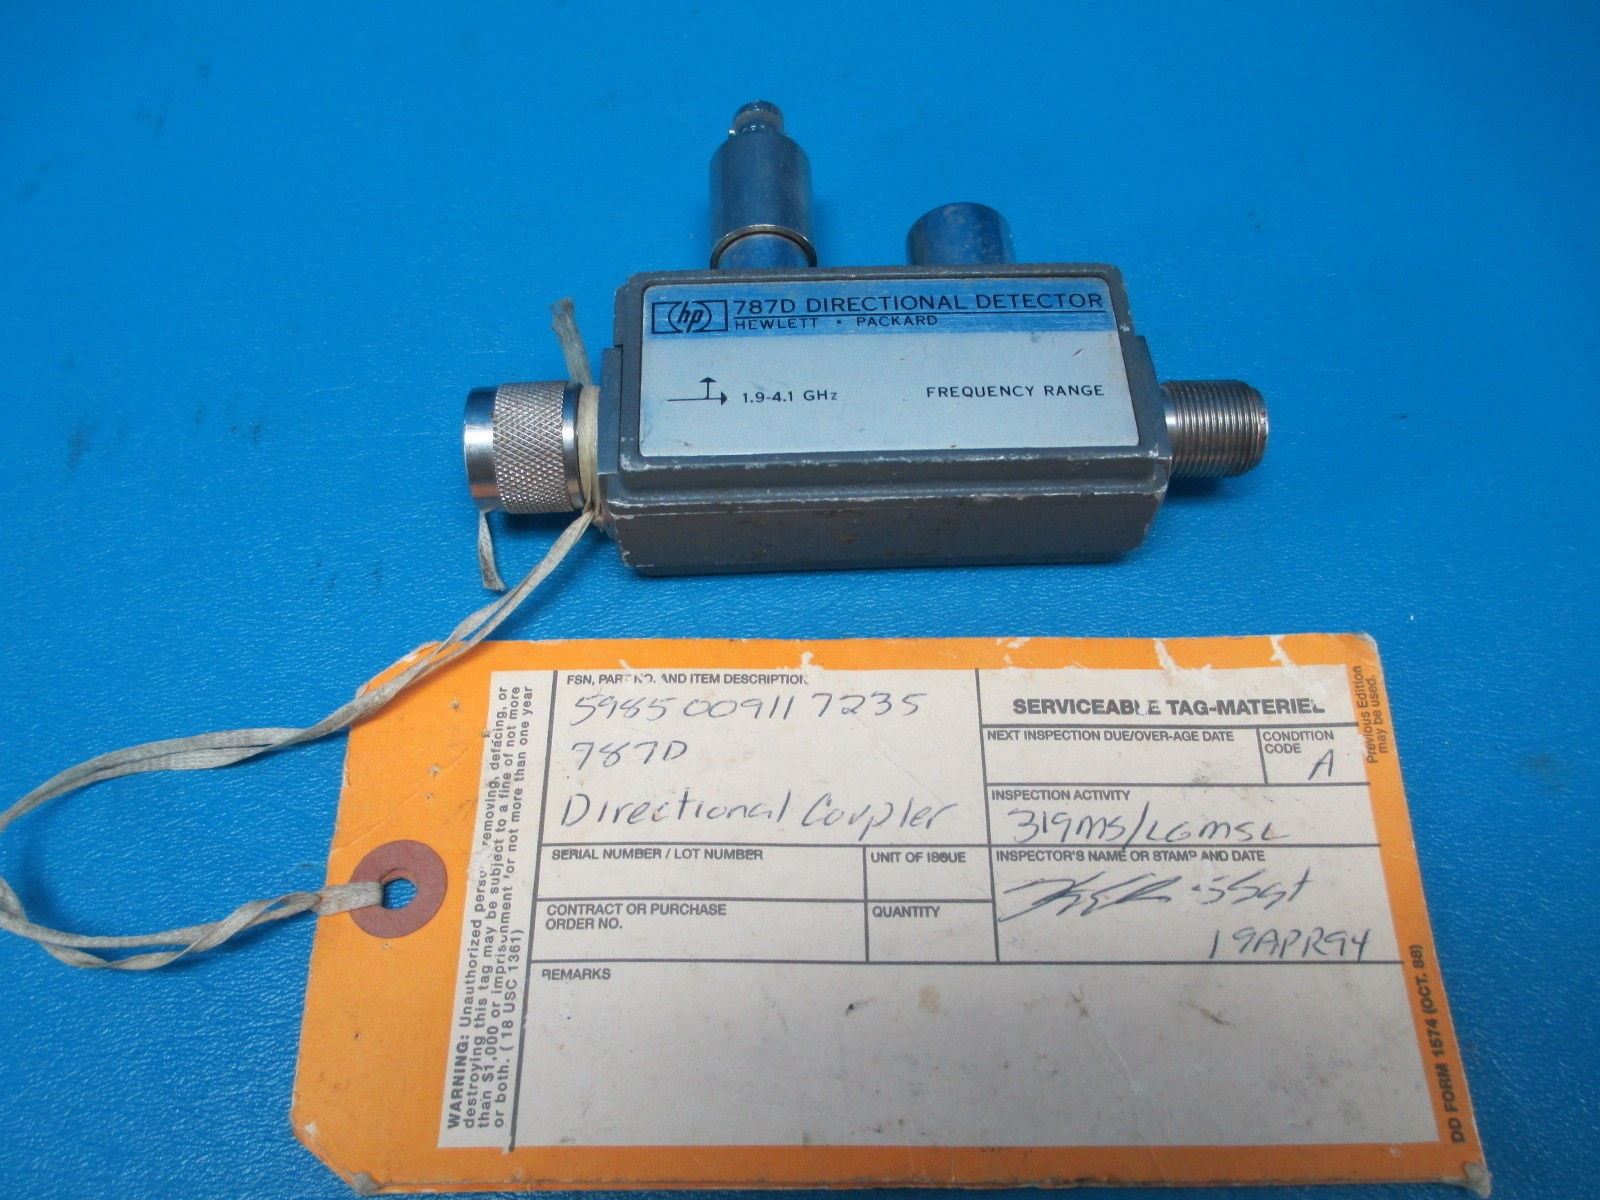 hp 787D DIRECTIONAL DETECTOR
HEWLETT • PACKARD
1.9-4.1 GHz FREQUENCY RANGE
FSN, PART NO. AND ITEM DESCRIPTION
5985009117235
787D
Directional Coupler
SERVICEABLE TAG-MATERIEL
NEXT INSPECTION DUE/OVER-AGE DATE
CONDITION
CODE
A
INSPECTION ACTIVITY
319MS/LGMSL
SERIAL NUMBER / LOT NUMBER
UNIT OF ISSUE
INSPECTOR'S NAME OR STAMP AND DATE
SSgt
19APR94
CONTRACT OR PURCHASE
ORDER NO.
QUANTITY
REMARKS
WARNING: Unauthorized persons removing, defacing, or
destroying this tag may be subject to a fine of not more
than $1,000 or imprisonment for not more than one year
or both. ( 18 USC 1361)
Previous Edition
may be used.
DD FORM 1574 (OCT. 88)